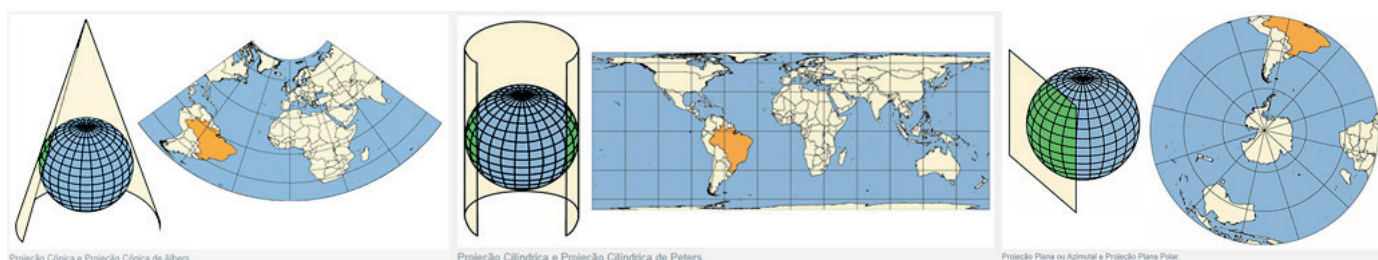 Projeção Cônica e Projeção Cônica de Albers.
Projeção Cilíndrica e Projeção Cilíndrica de Peters.
Projeção Plana ou Azimutal e Projeção Plana Polar.